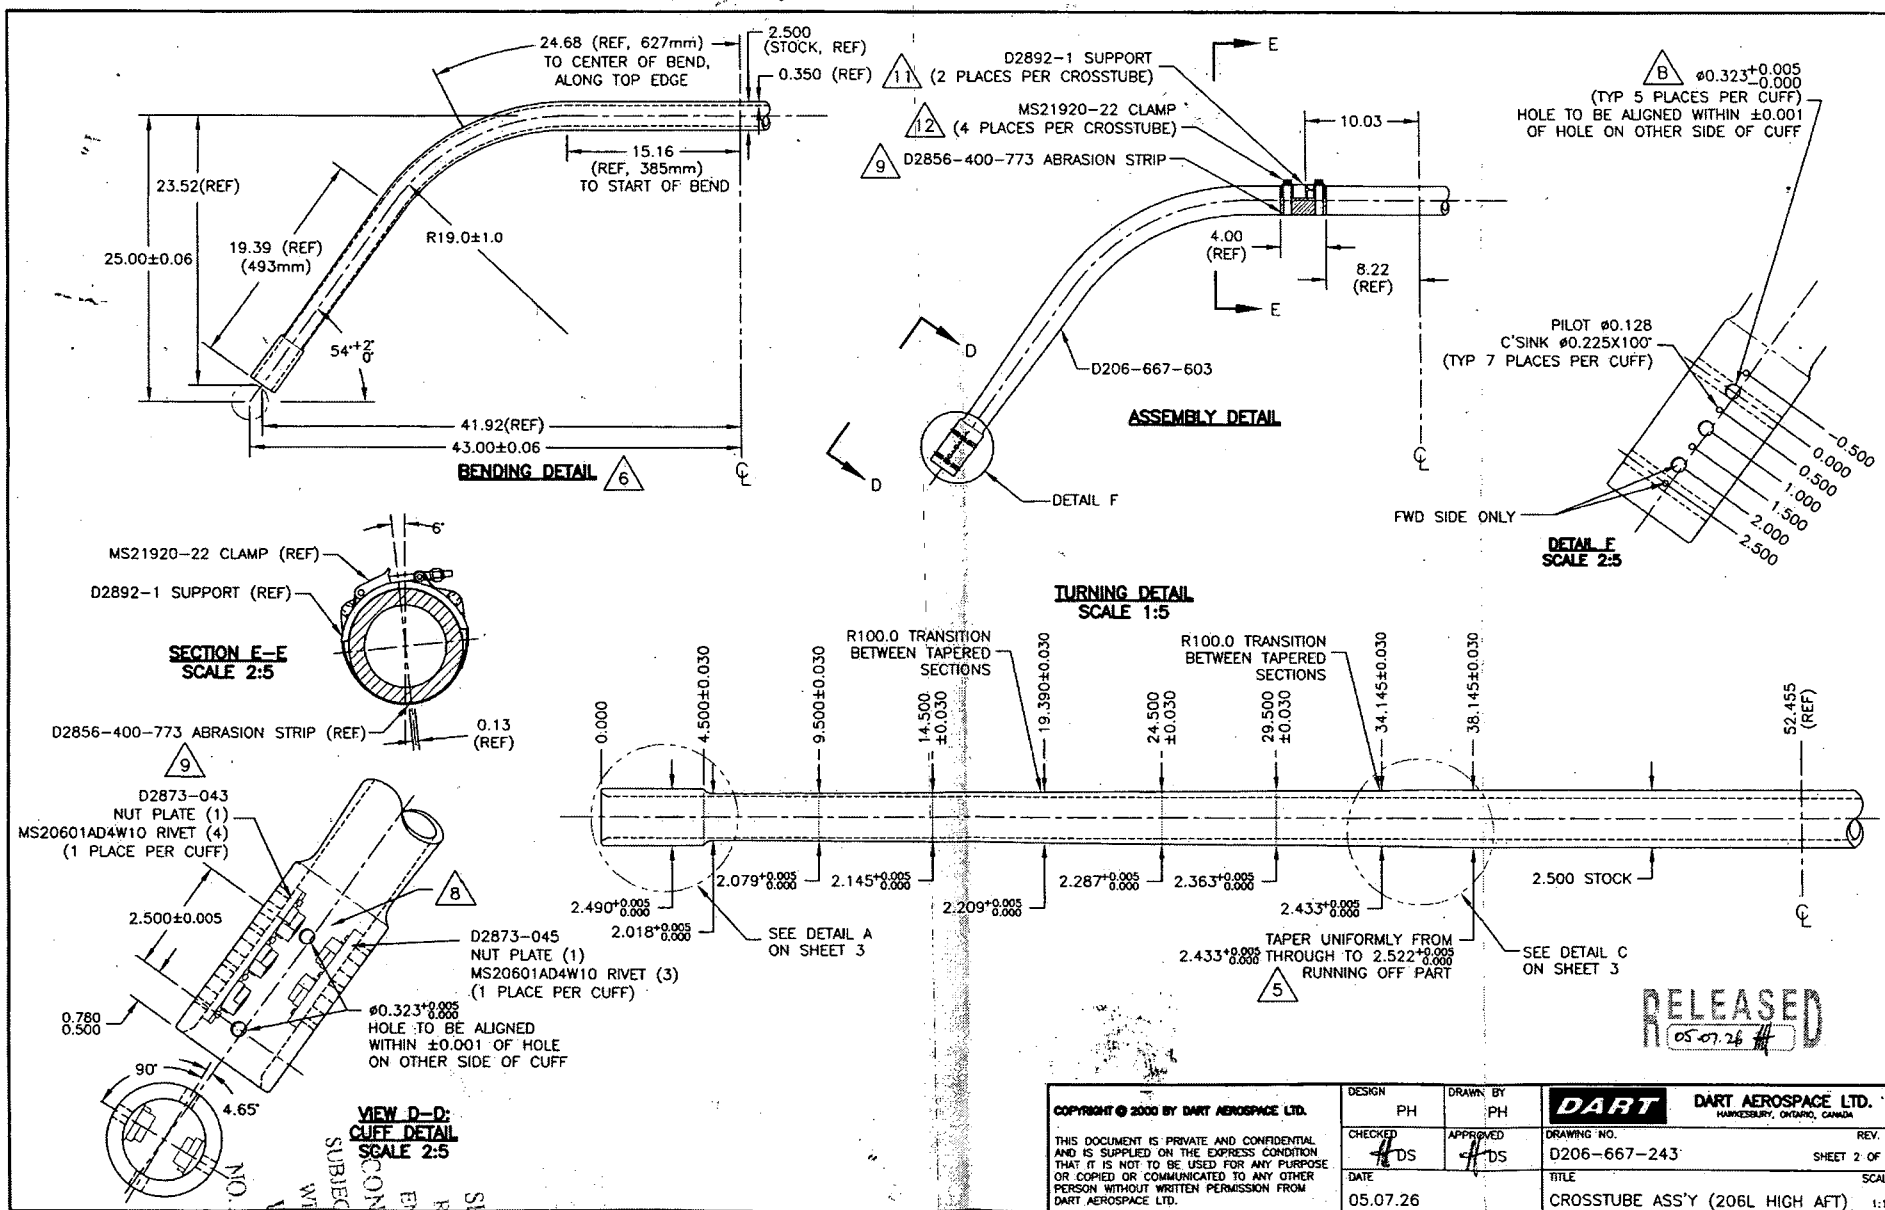 24.68 (REF, 627mm)
TO CENTER OF BEND,
ALONG TOP EDGE
2.500
(STOCK, REF)
0.350 (REF)
15.16
(REF, 385mm)
TO START OF BEND
23.52(REF)
25.00±0.06
19.39 (REF)
(493mm)
R19.0±1.0
54°+2°
0°
41.92(REF)
43.00±0.06
BENDING DETAIL
6
℄
E
D2892-1 SUPPORT
11
(2 PLACES PER CROSSTUBE)
MS21920-22 CLAMP
12
(4 PLACES PER CROSSTUBE)
9
D2856-400-773 ABRASION STRIP
10.03
4.00
(REF)
8.22
(REF)
E
D
D206-667-603
ASSEMBLY DETAIL
D
DETAIL F
℄
B
ø0.323+0.005
-0.000
(TYP 5 PLACES PER CUFF)
HOLE TO BE ALIGNED WITHIN ±0.001
OF HOLE ON OTHER SIDE OF CUFF
PILOT ø0.128
C'SINK ø0.225X100°
(TYP 7 PLACES PER CUFF)
-0.500
0.000
0.500
1.000
1.500
2.000
2.500
FWD SIDE ONLY
DETAIL F
SCALE 2:5
6°
MS21920-22 CLAMP (REF)
D2892-1 SUPPORT (REF)
SECTION E-E
SCALE 2:5
D2856-400-773 ABRASION STRIP (REF)
0.13
(REF)
9
D2873-043
NUT PLATE (1)
MS20601AD4W10 RIVET (4)
(1 PLACE PER CUFF)
8
2.500±0.005
D2873-045
NUT PLATE (1)
MS20601AD4W10 RIVET (3)
(1 PLACE PER CUFF)
0.780
0.500
ø0.323+0.005
0.000
HOLE TO BE ALIGNED
WITHIN ±0.001 OF HOLE
ON OTHER SIDE OF CUFF
90°
4.65°
VIEW D-D:
CUFF DETAIL
SCALE 2:5
TURNING DETAIL
SCALE 1:5
R100.0 TRANSITION
BETWEEN TAPERED
SECTIONS
R100.0 TRANSITION
BETWEEN TAPERED
SECTIONS
0.000
4.500±0.030
9.500±0.030
14.500
±0.030
19.390±0.030
24.500
±0.030
29.500
±0.030
34.145±0.030
38.145±0.030
52.455
(REF)
2.490+0.005
0.000
2.018+0.005
0.000
2.079+0.005
0.000
2.145+0.005
0.000
2.209+0.005
0.000
2.287+0.005
0.000
2.363+0.005
0.000
2.433+0.005
0.000
2.500 STOCK
℄
SEE DETAIL A
ON SHEET 3
TAPER UNIFORMLY FROM
2.433+0.005
0.000 THROUGH TO 2.522+0.005
0.000
RUNNING OFF PART
5
SEE DETAIL C
ON SHEET 3
RELEASED
05.07.26
COPYRIGHT © 2000 BY DART AEROSPACE LTD.
THIS DOCUMENT IS PRIVATE AND CONFIDENTIAL
AND IS SUPPLIED ON THE EXPRESS CONDITION
THAT IT IS NOT TO BE USED FOR ANY PURPOSE
OR COPIED OR COMMUNICATED TO ANY OTHER
PERSON WITHOUT WRITTEN PERMISSION FROM
DART AEROSPACE LTD.
DESIGN
PH
DRAWN BY
PH
CHECKED
DS
APPROVED
DS
DATE
05.07.26
DART
DART AEROSPACE LTD.
HAWKESBURY, ONTARIO, CANADA
DRAWING NO.
REV.
D206-667-243
SHEET 2 OF
TITLE
CROSSTUBE ASS'Y (206L HIGH AFT)
NO.
SUBJEC